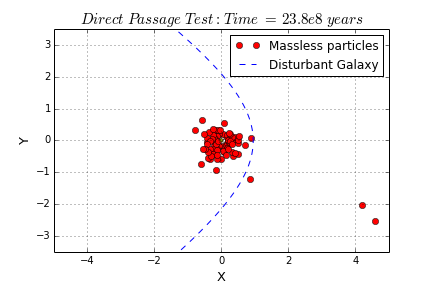 Direct Passage Test: Time = 23.8e8 years
Massless particles
Disturbant Galaxy
Y
3
2
1
0
−1
−2
−3
−4 −2 0 2 4
X